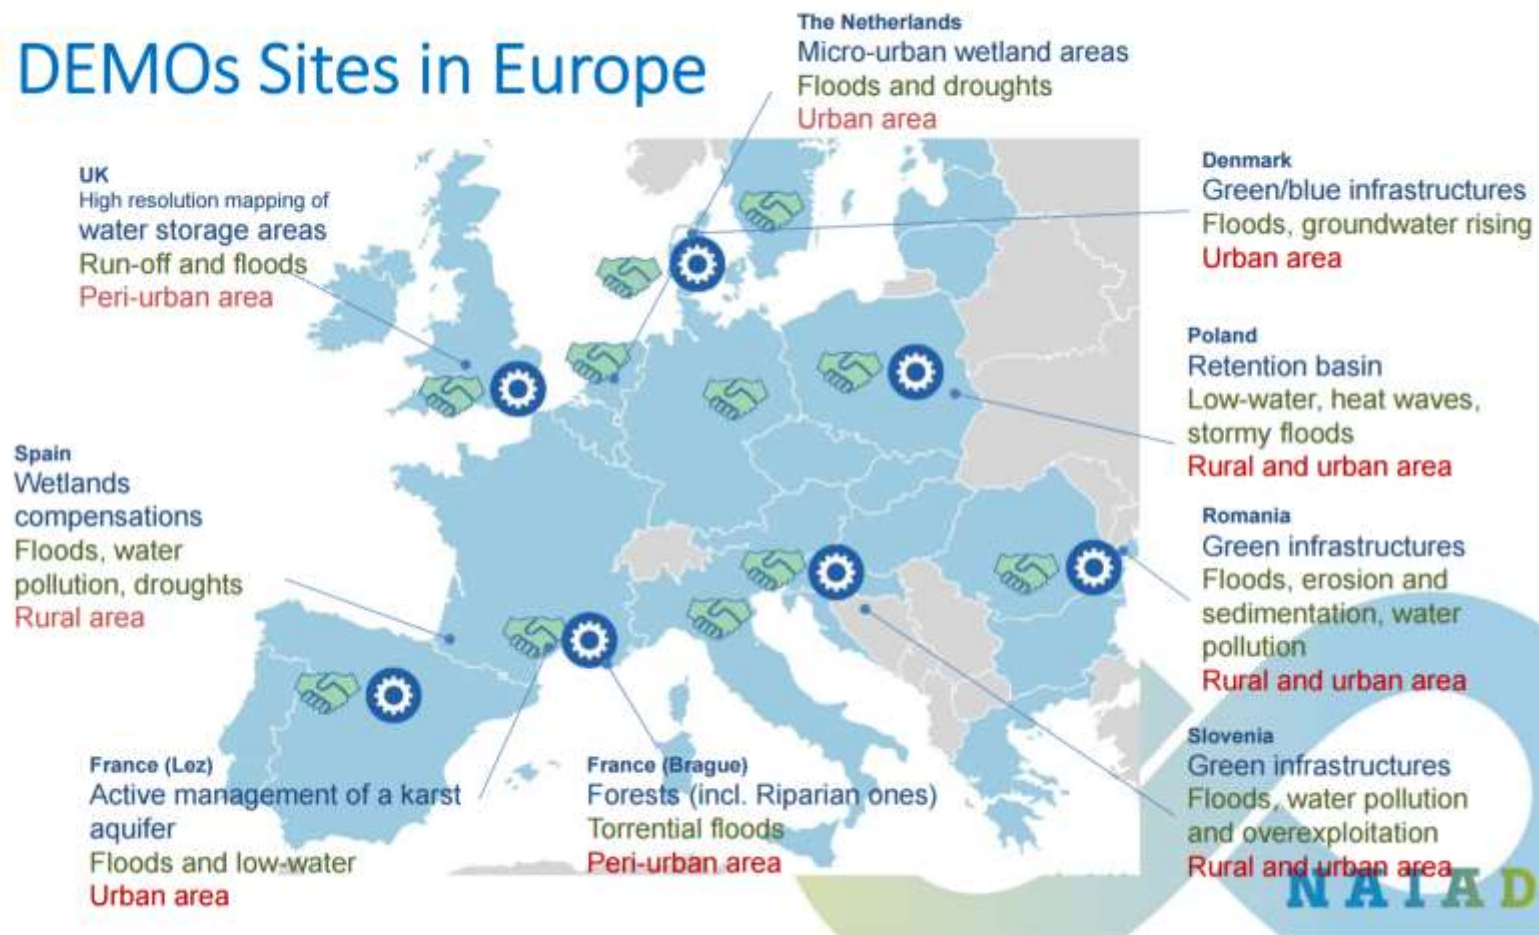 DEMOs Sites in Europe
The Netherlands
Micro-urban wetland areas
Floods and droughts
Urban area
UK
High resolution mapping of
water storage areas
Run-off and floods
Peri-urban area
Denmark
Green/blue infrastructures
Floods, groundwater rising
Urban area
Poland
Retention basin
Low-water, heat waves,
stormy floods
Rural and urban area
Spain
Wetlands
compensations
Floods, water
pollution, droughts
Rural area
Romania
Green infrastructures
Floods, erosion and
sedimentation, water
pollution
Rural and urban area
France (Lez)
Active management of a karst
aquifer
Floods and low-water
Urban area
France (Brague)
Forests (incl. Riparian ones)
Torrential floods
Peri-urban area
Slovenia
Green infrastructures
Floods, water pollution
and overexploitation
Rural and urban area
NAIAD